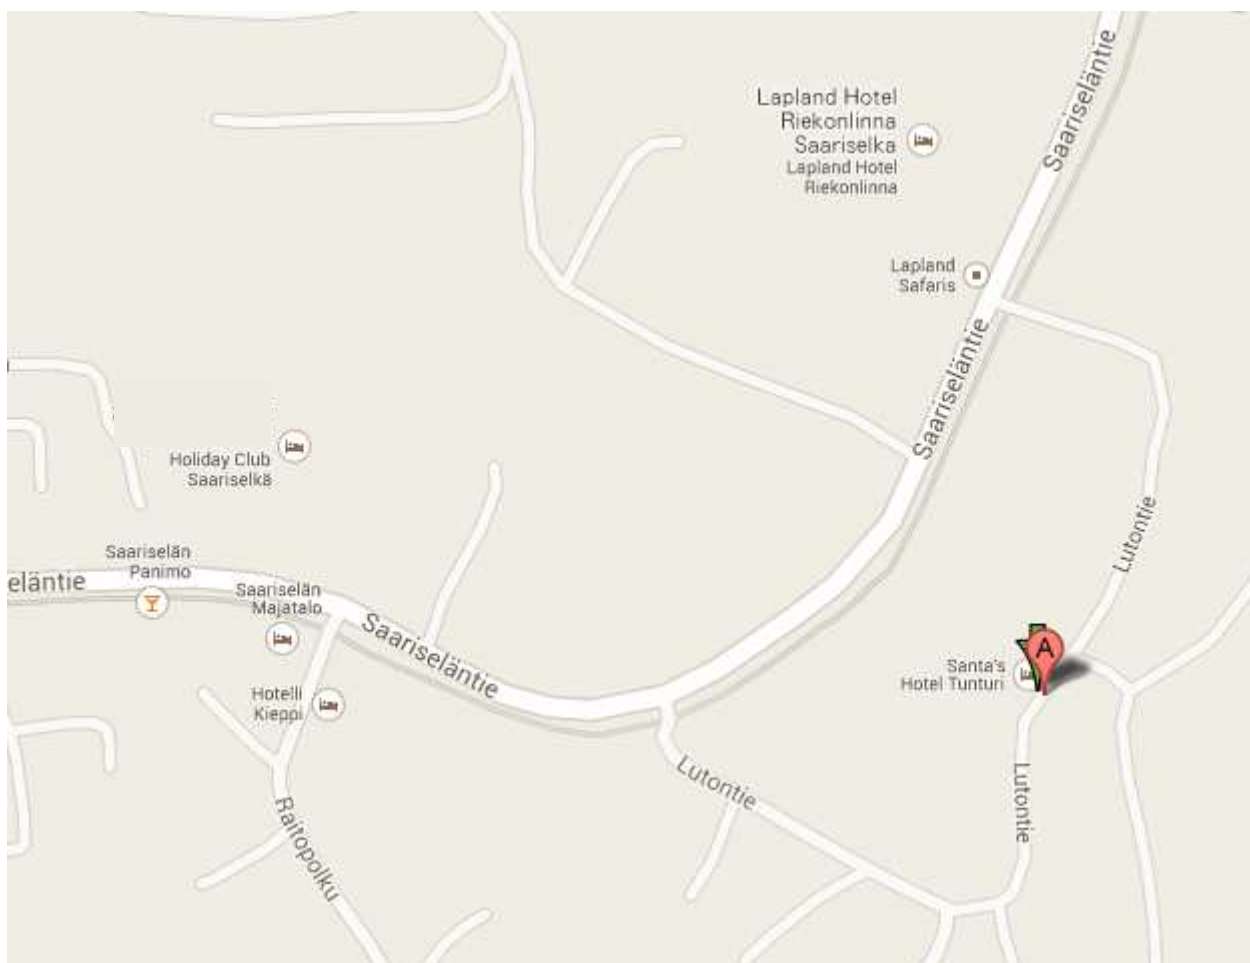 Saariseläntie
Lapland Hotel
Riekonlinna
Saariselka
Lapland Hotel
Riekonlinna
Lapland
Safaris
Saariseläntie
Holiday Club
Saariselkä
Lutontie
Saariselän
Panimo
eläntie
Saariselän
Majatalo
Saariseläntie
A
Santa's
Hotel Tunturi
Hotelli
Kieppi
Lutontie
Lutontie
Raitopolku